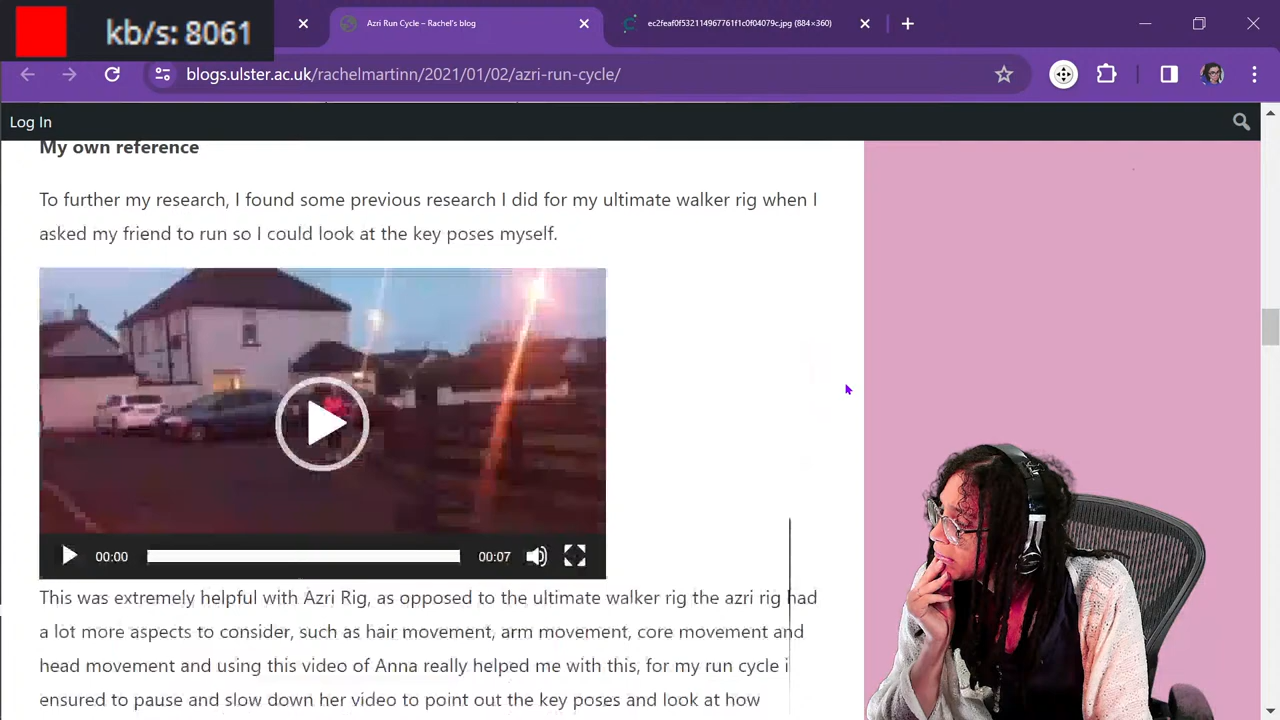 kb/s: 8061
Azri Run Cycle – Rachel's blog
ec2feaf0f532114967761f1c0f04079c.jpg (884×360)
blogs.ulster.ac.uk/rachelmartinn/2021/01/02/azri-run-cycle/
Log In
My own reference
To further my research, I found some previous research I did for my ultimate walker rig when I
asked my friend to run so I could look at the key poses myself.
00:00
00:07
This was extremely helpful with Azri Rig, as opposed to the ultimate walker rig the azri rig had
a lot more aspects to consider, such as hair movement, arm movement, core movement and
head movement and using this video of Anna really helped me with this, for my run cycle i
ensured to pause and slow down her video to point out the key poses and look at how